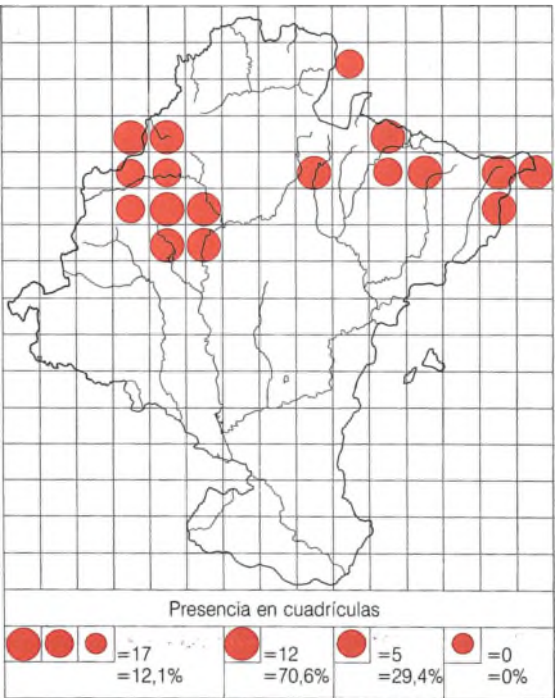 Presencia en cuadrículas
=17 =12 =5 =0
=12,1% =70,6% =29,4% =0%